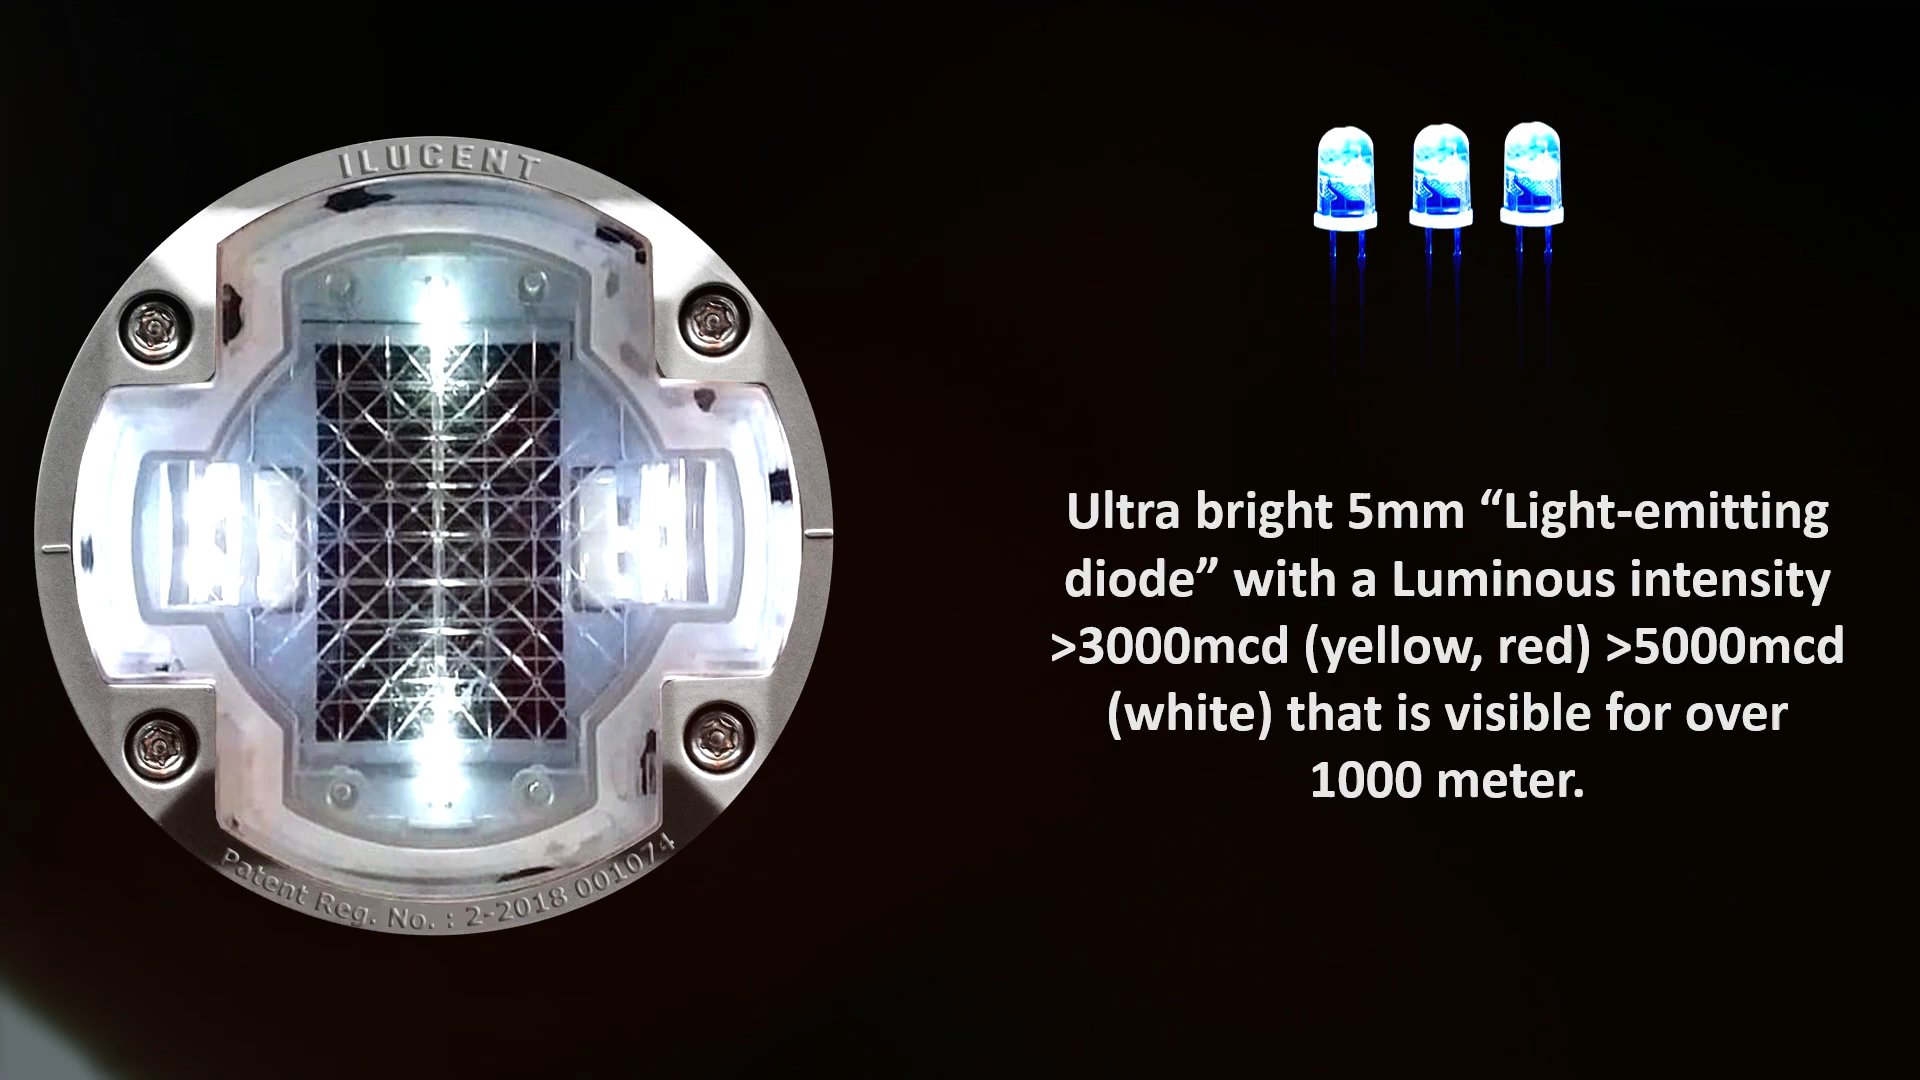 ILUCENT
Patent Reg. No. : 2-2018 001074
Ultra bright 5mm “Light-emitting
diode” with a Luminous intensity
>3000mcd (yellow, red) >5000mcd
(white) that is visible for over
1000 meter.